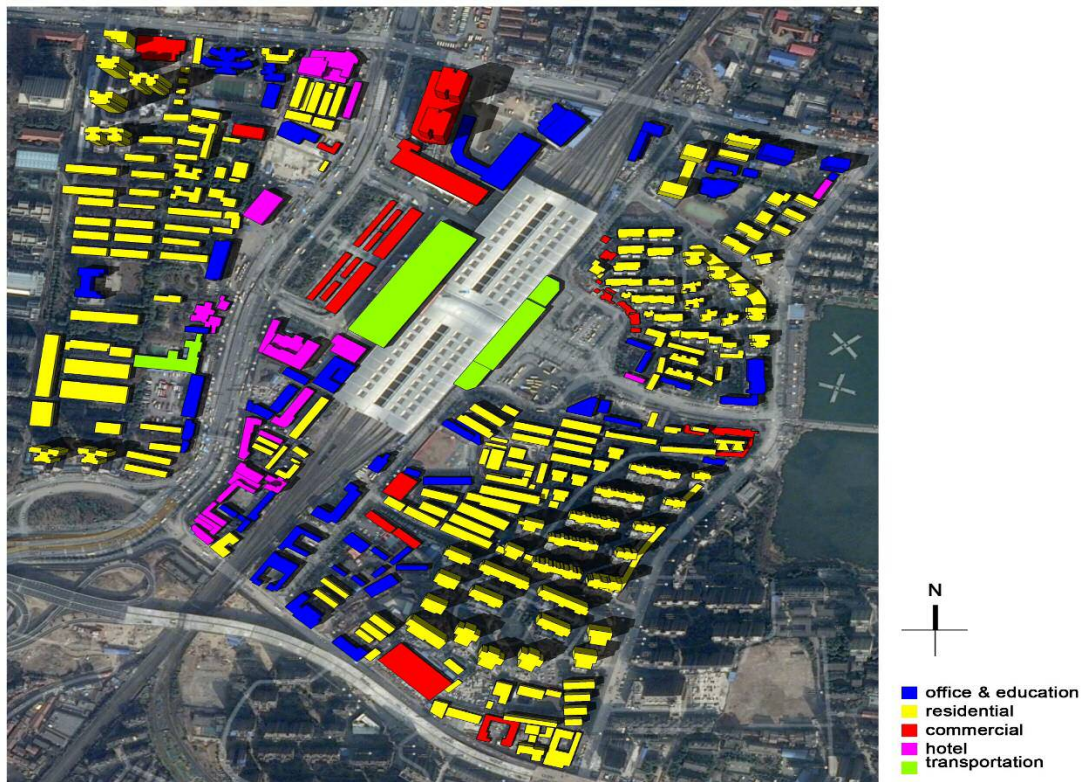 N
office & education
residential
commercial
hotel
transportation